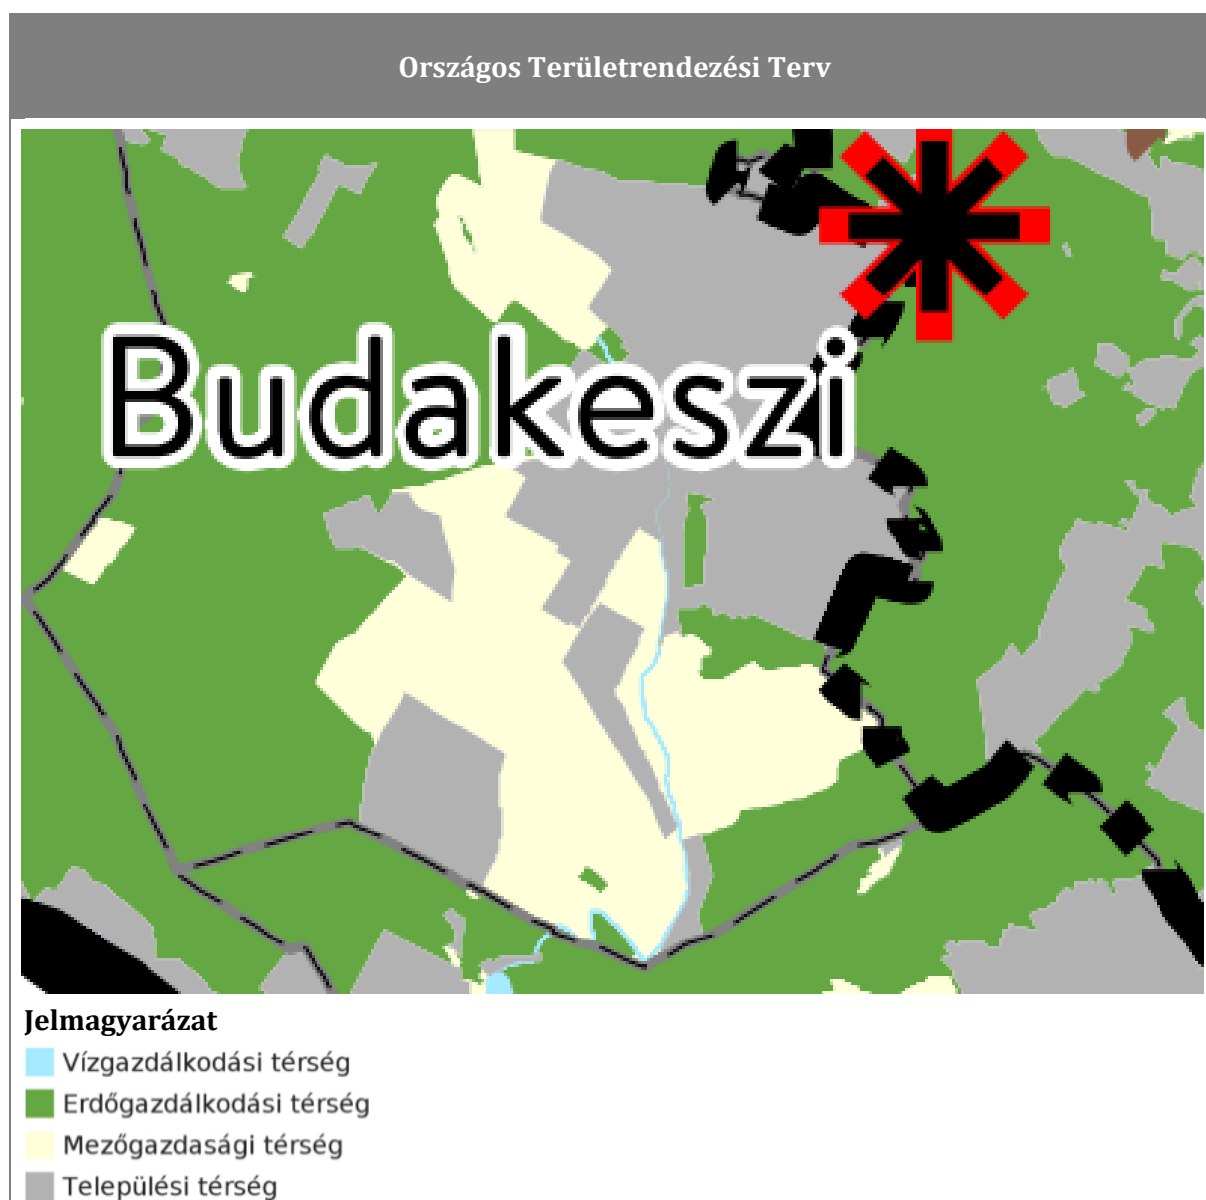 Országos Területrendezési Terv
Budakeszi
Jelmagyarázat
Vízgazdálkodási térség
Erdőgazdálkodási térség
Mezőgazdasági térség
Települési térség